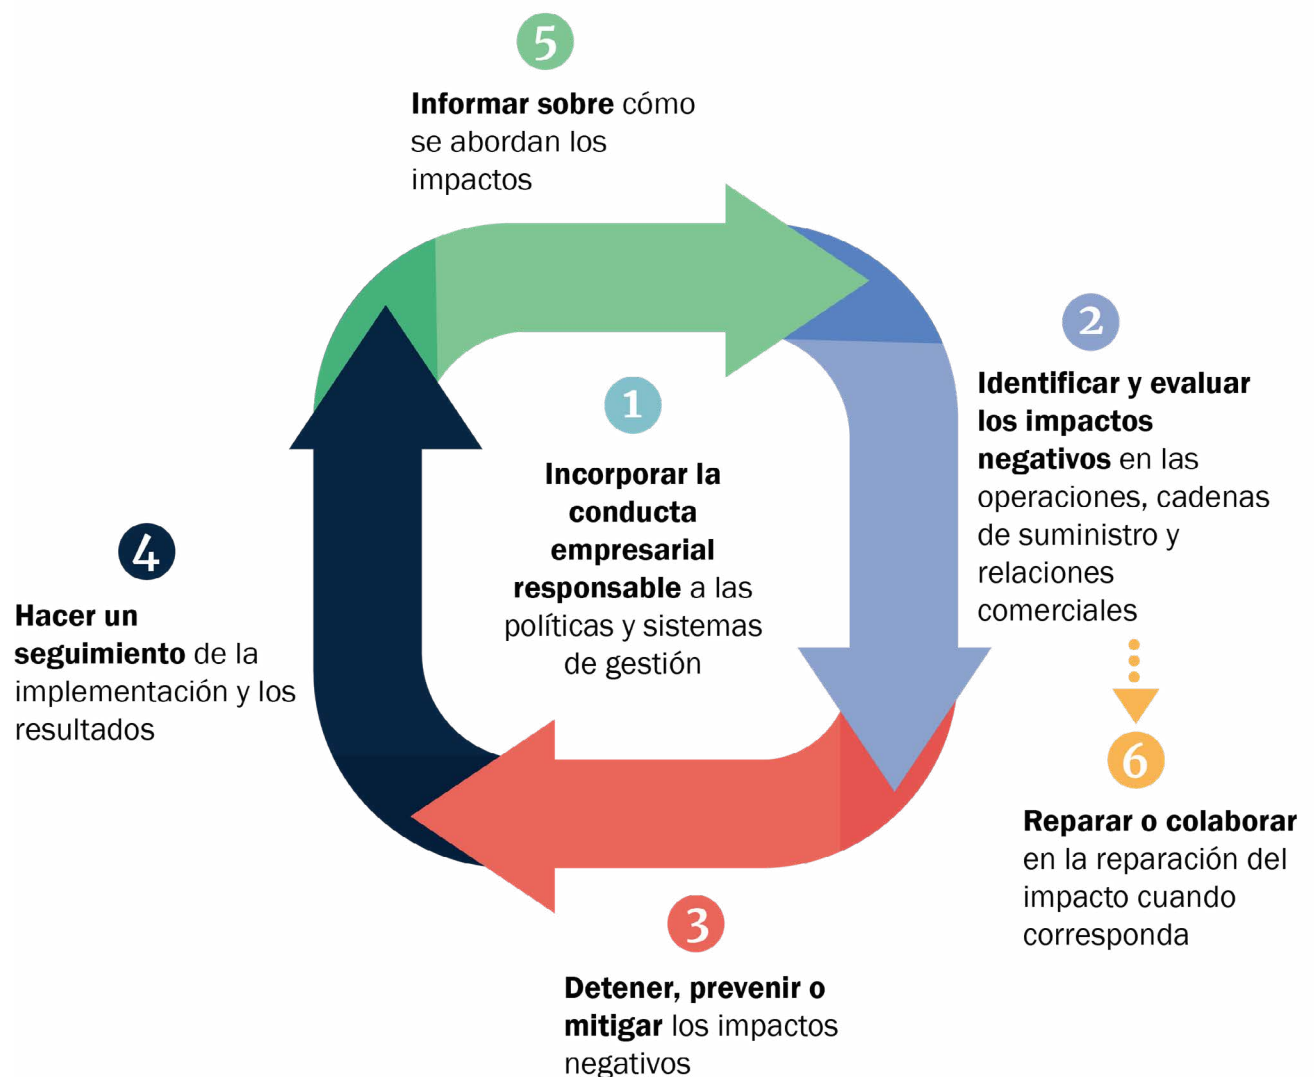 5
Informar sobre cómo
se abordan los
impactos
1
Incorporar la
conducta
empresarial
responsable a las
políticas y sistemas
de gestión
2
Identificar y evaluar
los impactos
negativos en las
operaciones, cadenas
de suministro y
relaciones
comerciales
4
Hacer un
seguimiento de la
implementación y los
resultados
6
Reparar o colaborar
en la reparación del
impacto cuando
corresponda
3
Detener, prevenir o
mitigar los impactos
negativos